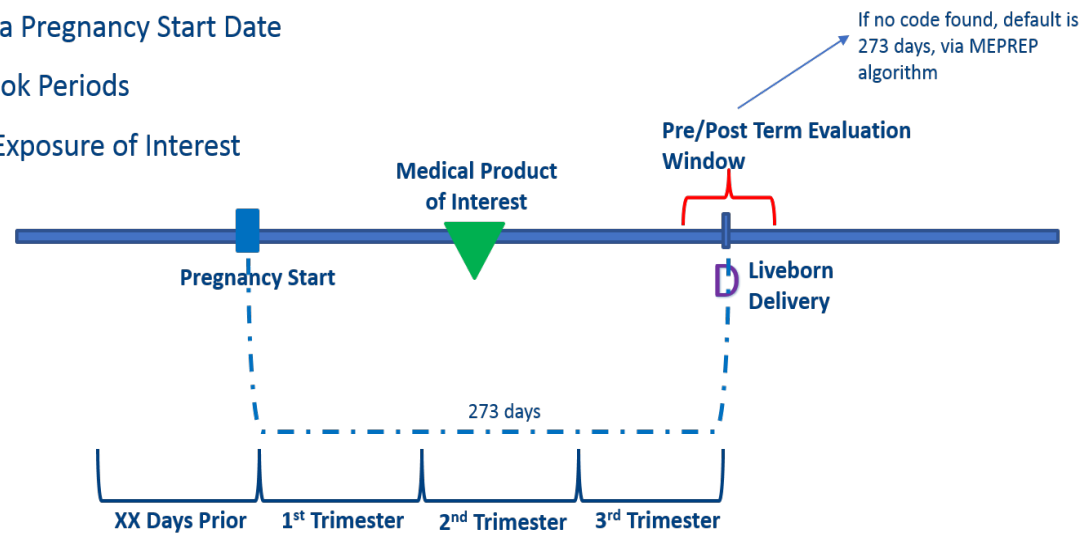 a Pregnancy Start Date
ok Periods
Exposure of Interest
If no code found, default is
273 days, via MEPREP
algorithm
Pre/Post Term Evaluation
Window
Medical Product
of Interest
Pregnancy Start
D
Liveborn
Delivery
273 days
XX Days Prior
1st Trimester
2nd Trimester
3rd Trimester